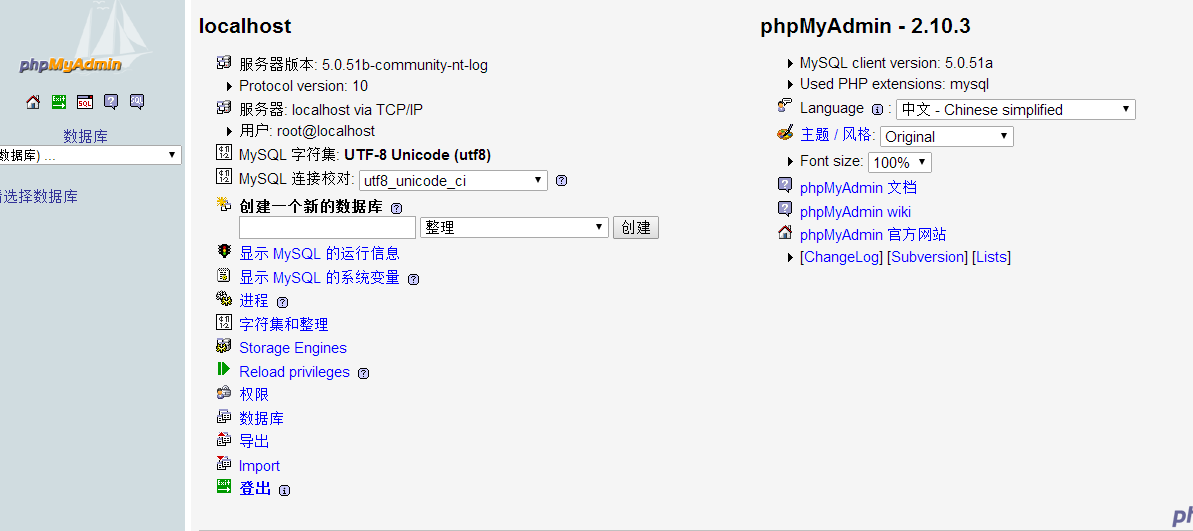 phpMyAdmin
数据库
数据库) ...
请选择数据库
localhost
服务器版本: 5.0.51b-community-nt-log
Protocol version: 10
服务器: localhost via TCP/IP
用户: root@localhost
MySQL 字符集: UTF-8 Unicode (utf8)
MySQL 连接校对: utf8_unicode_ci
创建一个新的数据库
整理 创建
显示 MySQL 的运行信息
显示 MySQL 的系统变量
进程
字符集和整理
Storage Engines
Reload privileges
权限
数据库
导出
Import
登出
phpMyAdmin - 2.10.3
MySQL client version: 5.0.51a
Used PHP extensions: mysql
Language : 中文 - Chinese simplified
主题 / 风格: Original
Font size: 100%
phpMyAdmin 文档
phpMyAdmin wiki
phpMyAdmin 官方网站
[ChangeLog] [Subversion] [Lists]